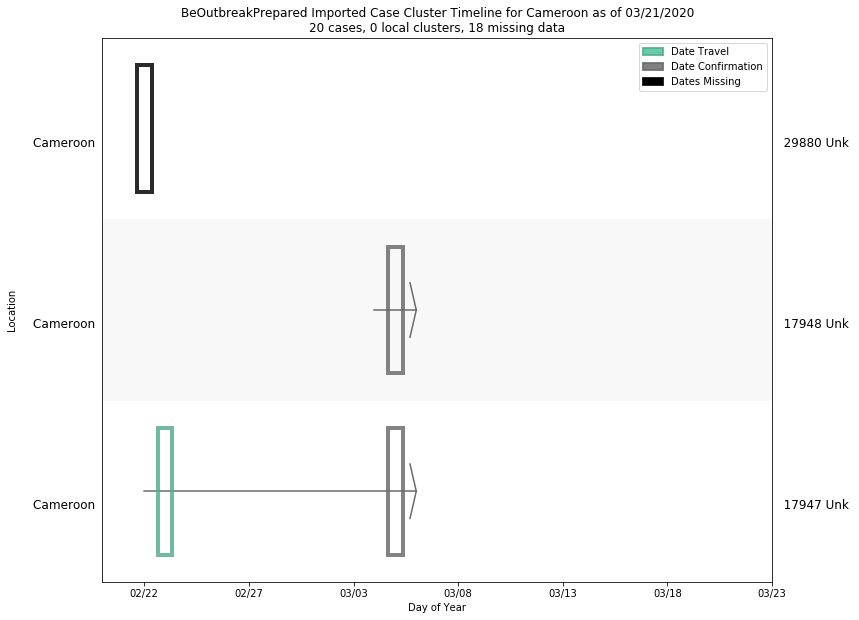 BeOutbreakPrepared Imported Case Cluster Timeline for Cameroon as of 03/21/2020
20 cases, 0 local clusters, 18 missing data
Date Travel
Date Confirmation
Dates Missing
Cameroon
29880 Unk
Location
Cameroon
17948 Unk
Cameroon
17947 Unk
02/22
02/27
03/03
03/08
03/13
03/18
03/23
Day of Year